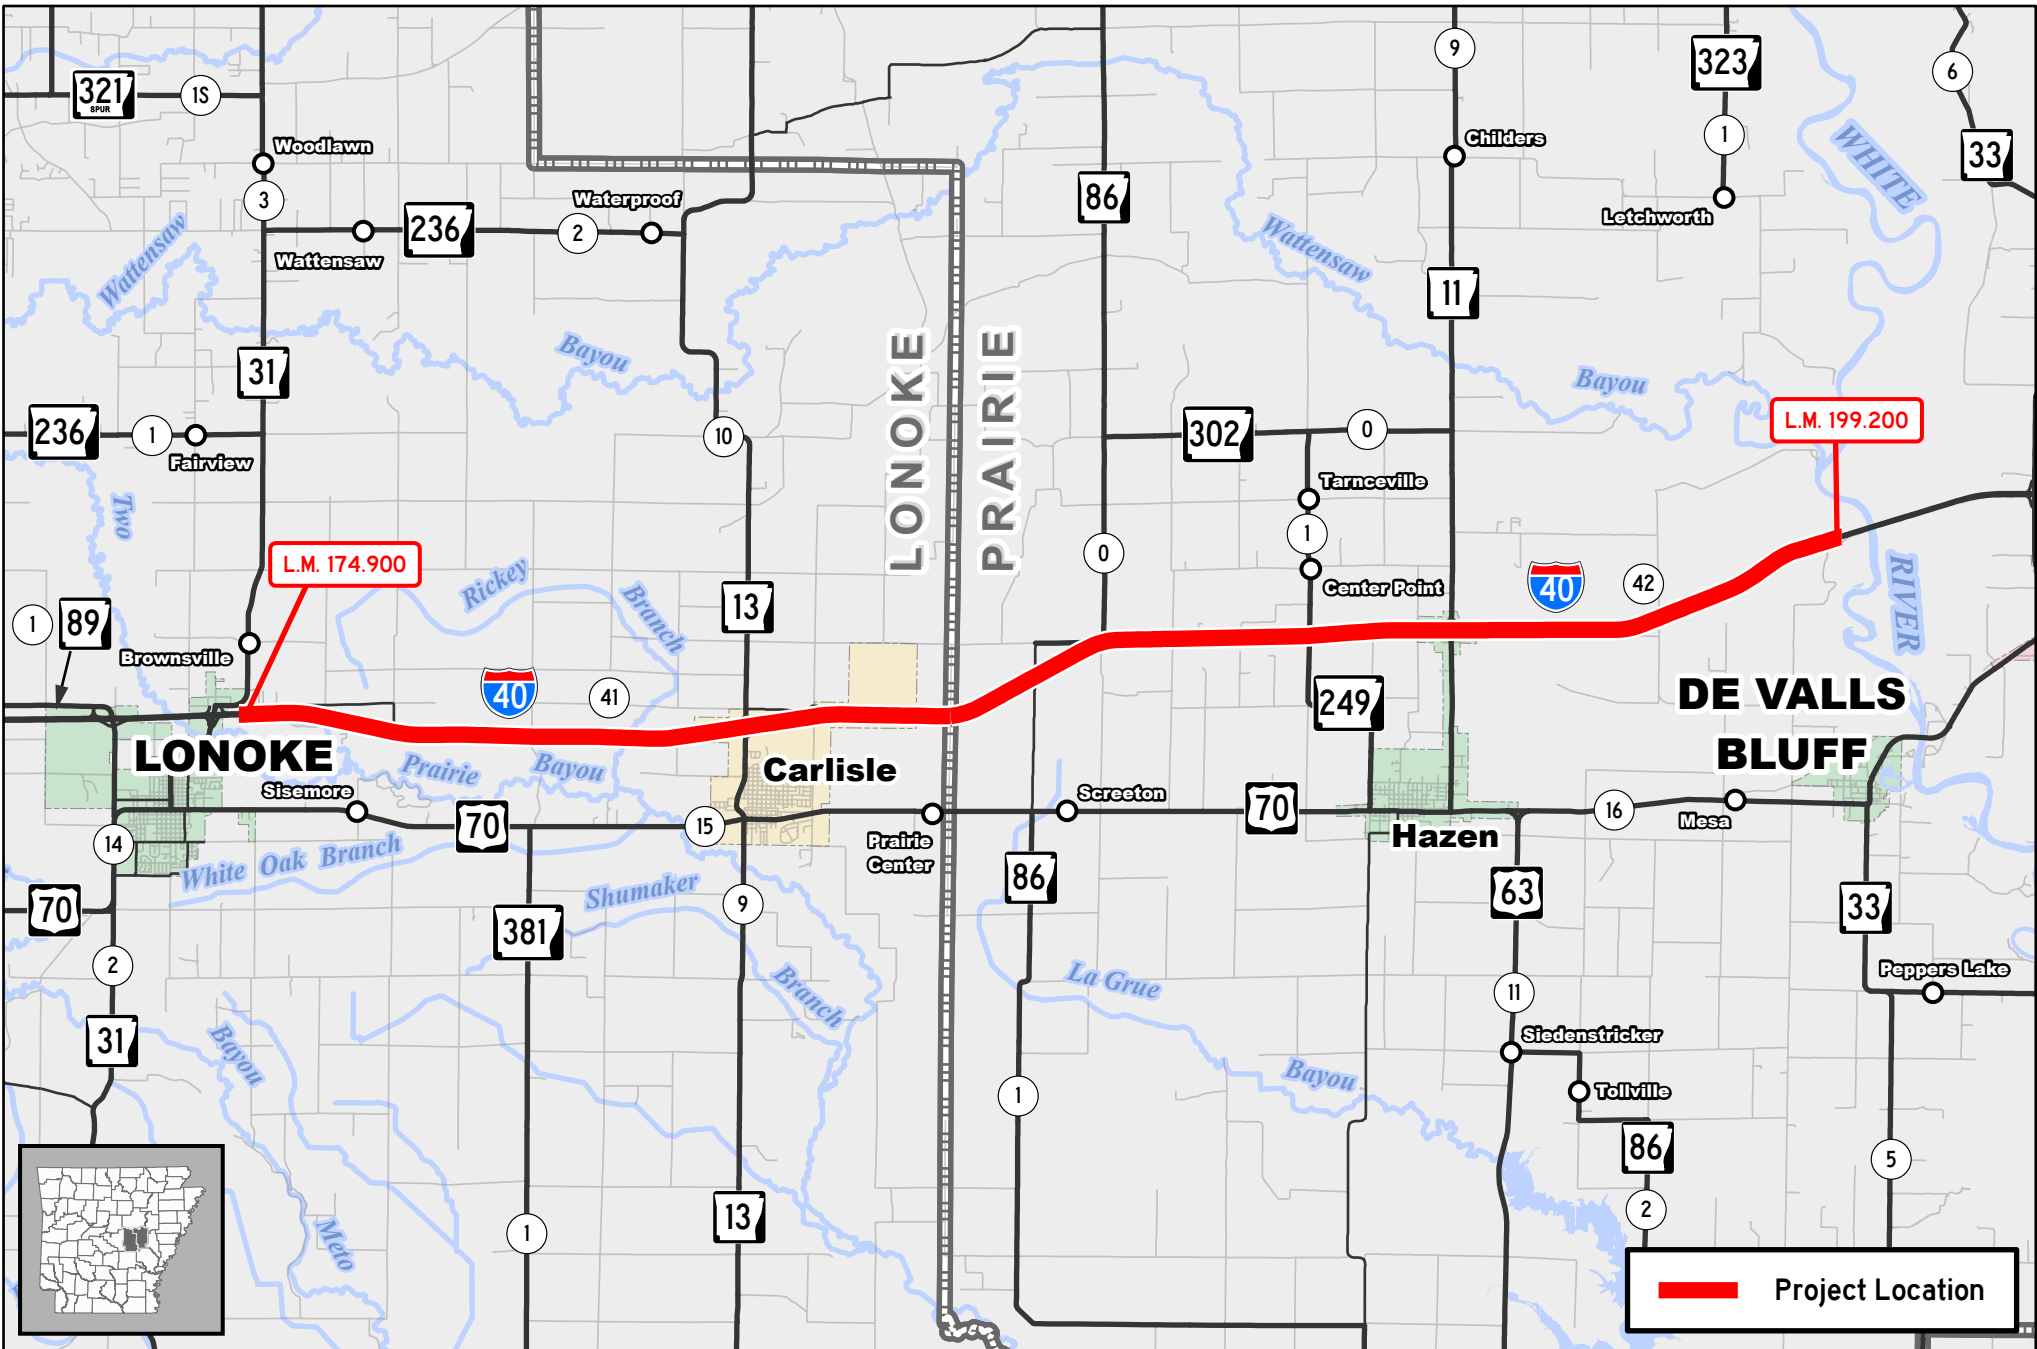 321
SPUR
1S
Woodlawn
3
Wattensaw
236
2
Waterproof
86
9
Childers
323
1
Letchworth
6
33
WHITE
Wattensaw
Wattensaw
11
31
Bayou
Bayou
236
1
Fairview
10
LONOKE
PRAIRIE
302
0
L.M. 199.200
Tarnceville
1
Center Point
0
Two
L.M. 174.900
Rickey
Branch
13
40
42
RIVER
1
89
Brownsville
40
41
249
DE VALLS
BLUFF
LONOKE
Prairie
Bayou
Carlisle
Sisemore
70
15
Prairie
Center
Screeton
70
Hazen
16
Mesa
14
White Oak Branch
70
381
Shumaker
Branch
9
86
63
33
2
31
La Grue
Bayou
11
Peppers Lake
Siedenstricker
Tollville
86
2
5
Bayou
Meto
1
13
1
Project Location